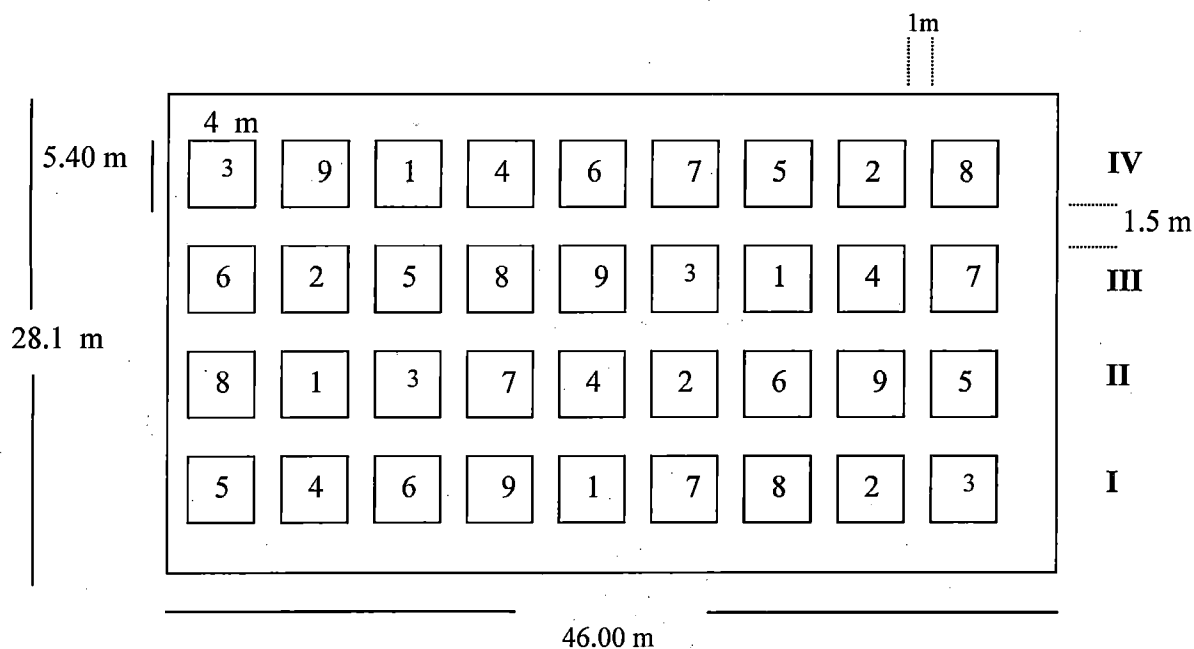 1m
4 m
5.40 m
3 9 1 4 6 7 5 2 8 IV
1.5 m
6 2 5 8 9 3 1 4 7 III
28.1 m
8 1 3 7 4 2 6 9 5 II
5 4 6 9 1 7 8 2 3 I
46.00 m